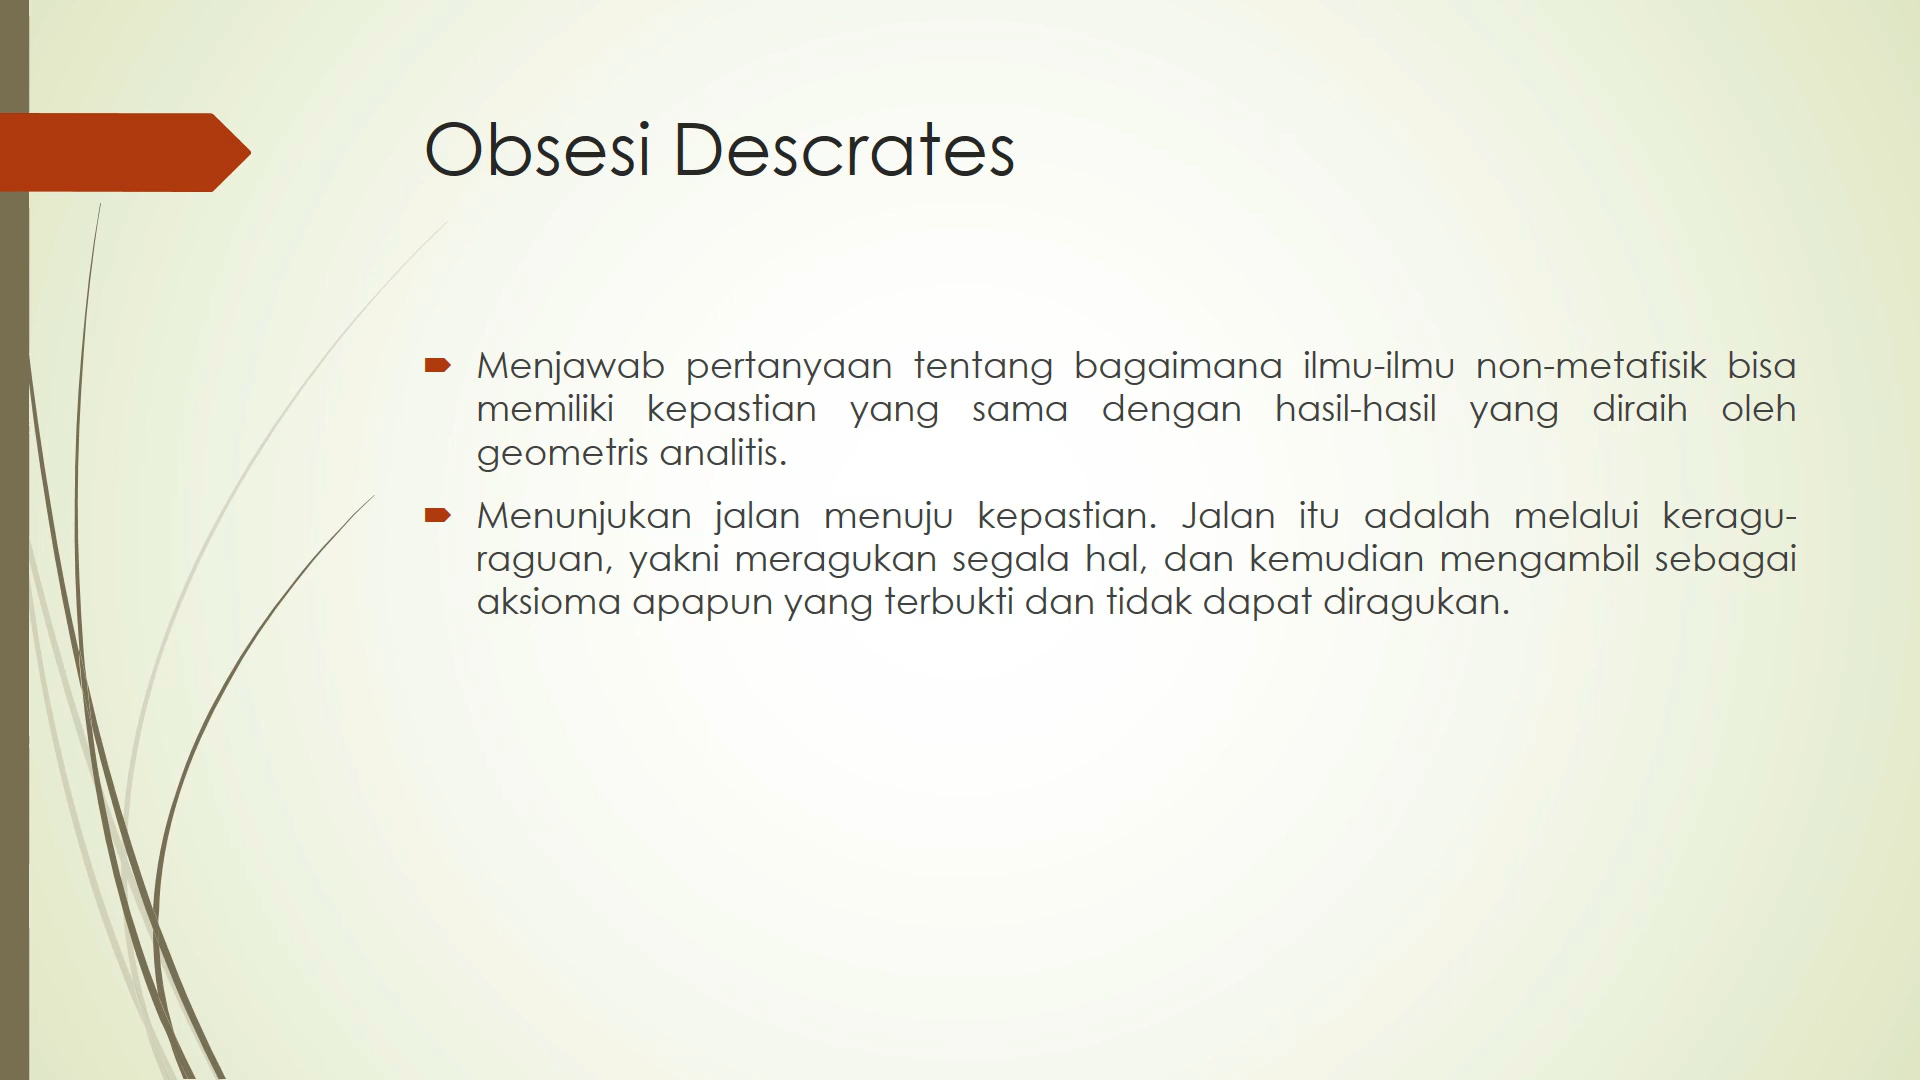 Obsesi Descrates
Menjawab pertanyaan tentang bagaimana ilmu-ilmu non-metafisik bisa
memiliki kepastian yang sama dengan hasil-hasil yang diraih oleh
geometris analitis.
Menunjukan jalan menuju kepastian. Jalan itu adalah melalui keragu-
raguan, yakni meragukan segala hal, dan kemudian mengambil sebagai
aksioma apapun yang terbukti dan tidak dapat diragukan.